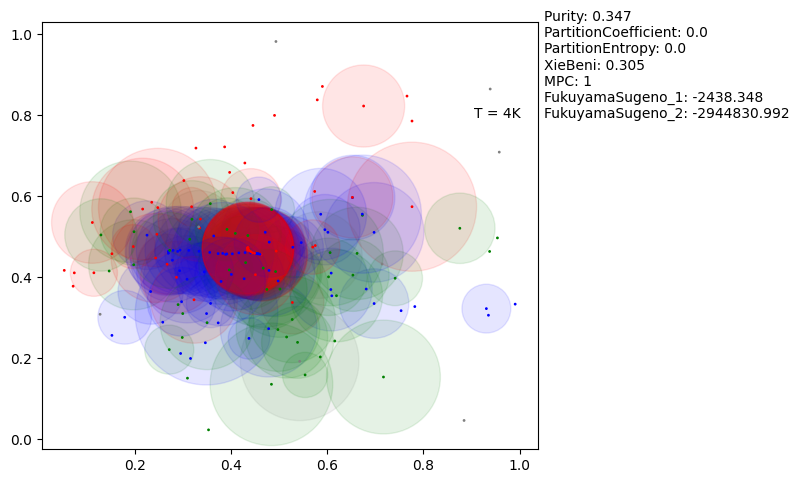 Purity: 0.347
PartitionCoefficient: 0.0
PartitionEntropy: 0.0
XieBeni: 0.305
MPC: 1
FukuyamaSugeno_1: -2438.348
FukuyamaSugeno_2: -2944830.992
T = 4K
1.0
0.8
0.6
0.4
0.2
0.0
0.2 0.4 0.6 0.8 1.0